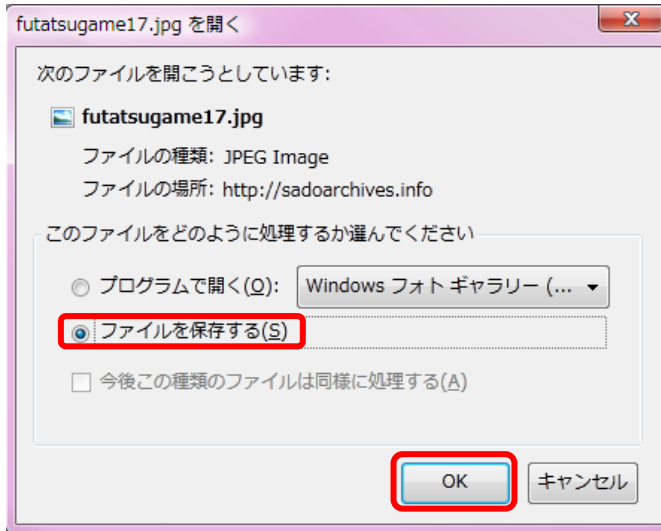 futatsugame17.jpg を開く
次のファイルを開こうとしています:
futatsugame17.jpg
ファイルの種類: JPEG Image
ファイルの場所: http://sadoarchives.info
このファイルをどのように処理するか選んでください
プログラムで開く(O): Windows フォト ギャラリー (...
ファイルを保存する(S)
今後この種類のファイルは同様に処理する(A)
OK キャンセル